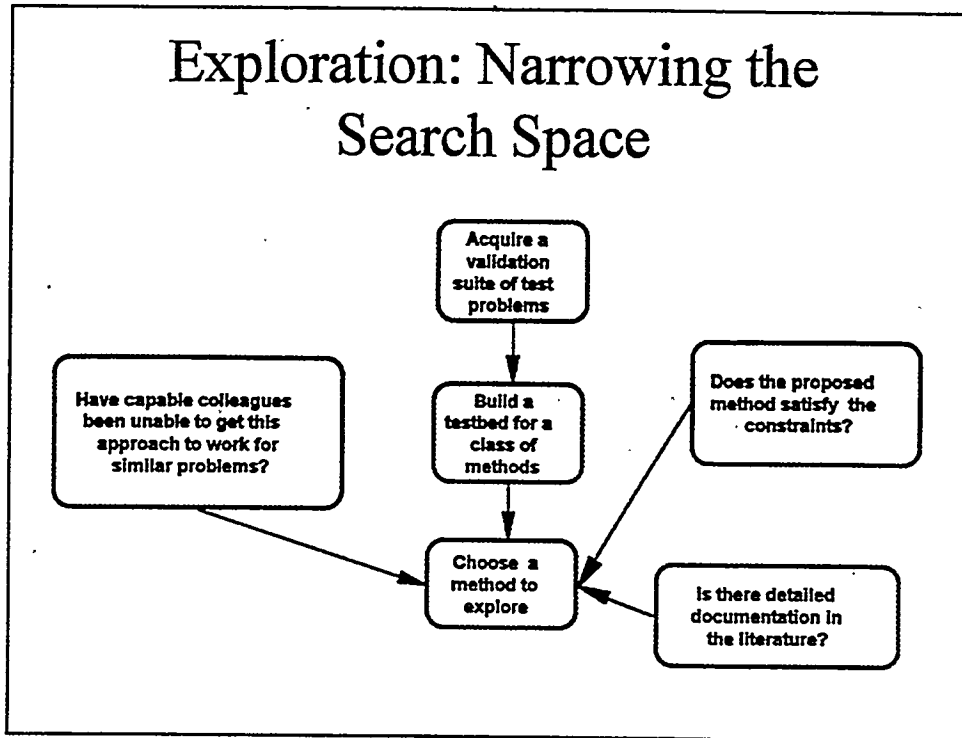 Exploration: Narrowing the
Search Space
Acquire a
validation
suite of test
problems
Have capable colleagues
been unable to get this
approach to work for
similar problems?
Build a
testbed for a
class of
methods
Does the proposed
method satisfy the
constraints?
Choose a
method to
explore
Is there detailed
documentation in
the literature?